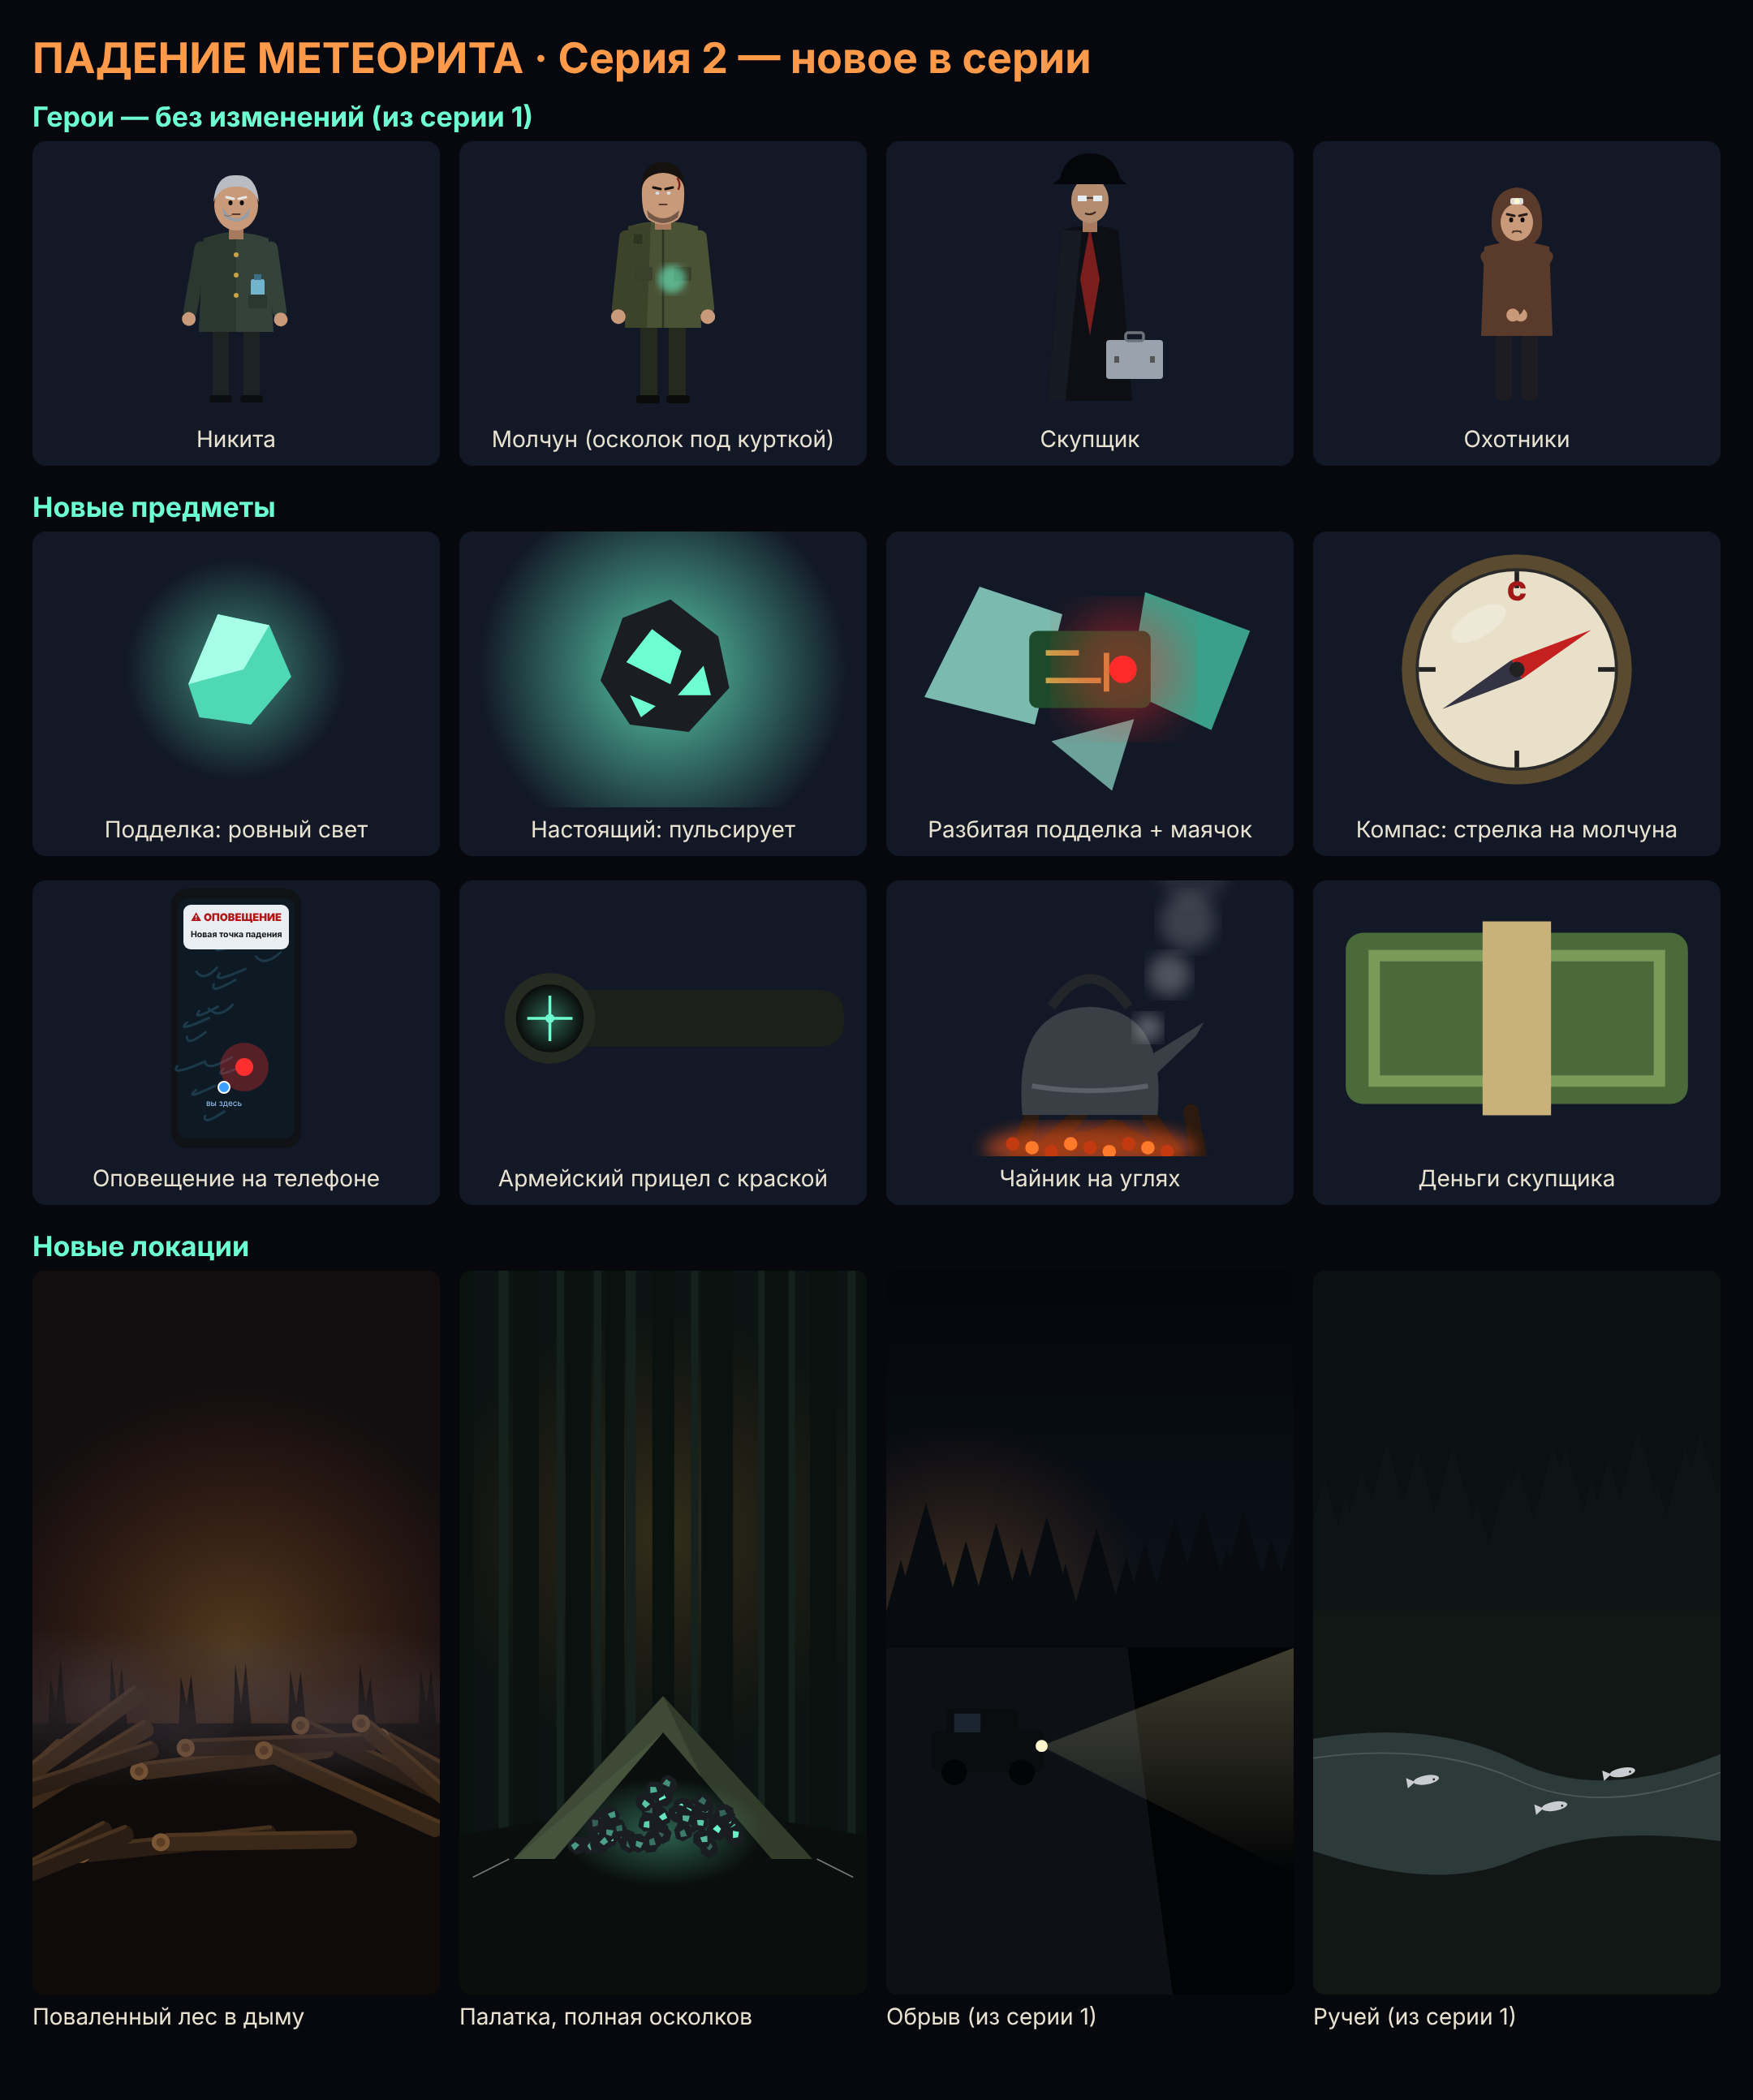 ПАДЕНИЕ МЕТЕОРИТА · Серия 2 — новое в серии
Герои — без изменений (из серии 1)
Никита
Молчун (осколок под курткой)
Скупщик
Охотники
Новые предметы
С
Подделка: ровный свет
Настоящий: пульсирует
Разбитая подделка + маячок
Компас: стрелка на молчуна
⚠ ОПОВЕЩЕНИЕ
Новая точка падения
вы здесь
Оповещение на телефоне
Армейский прицел с краской
Чайник на углях
Деньги скупщика
Новые локации
Поваленный лес в дыму
Палатка, полная осколков
Обрыв (из серии 1)
Ручей (из серии 1)